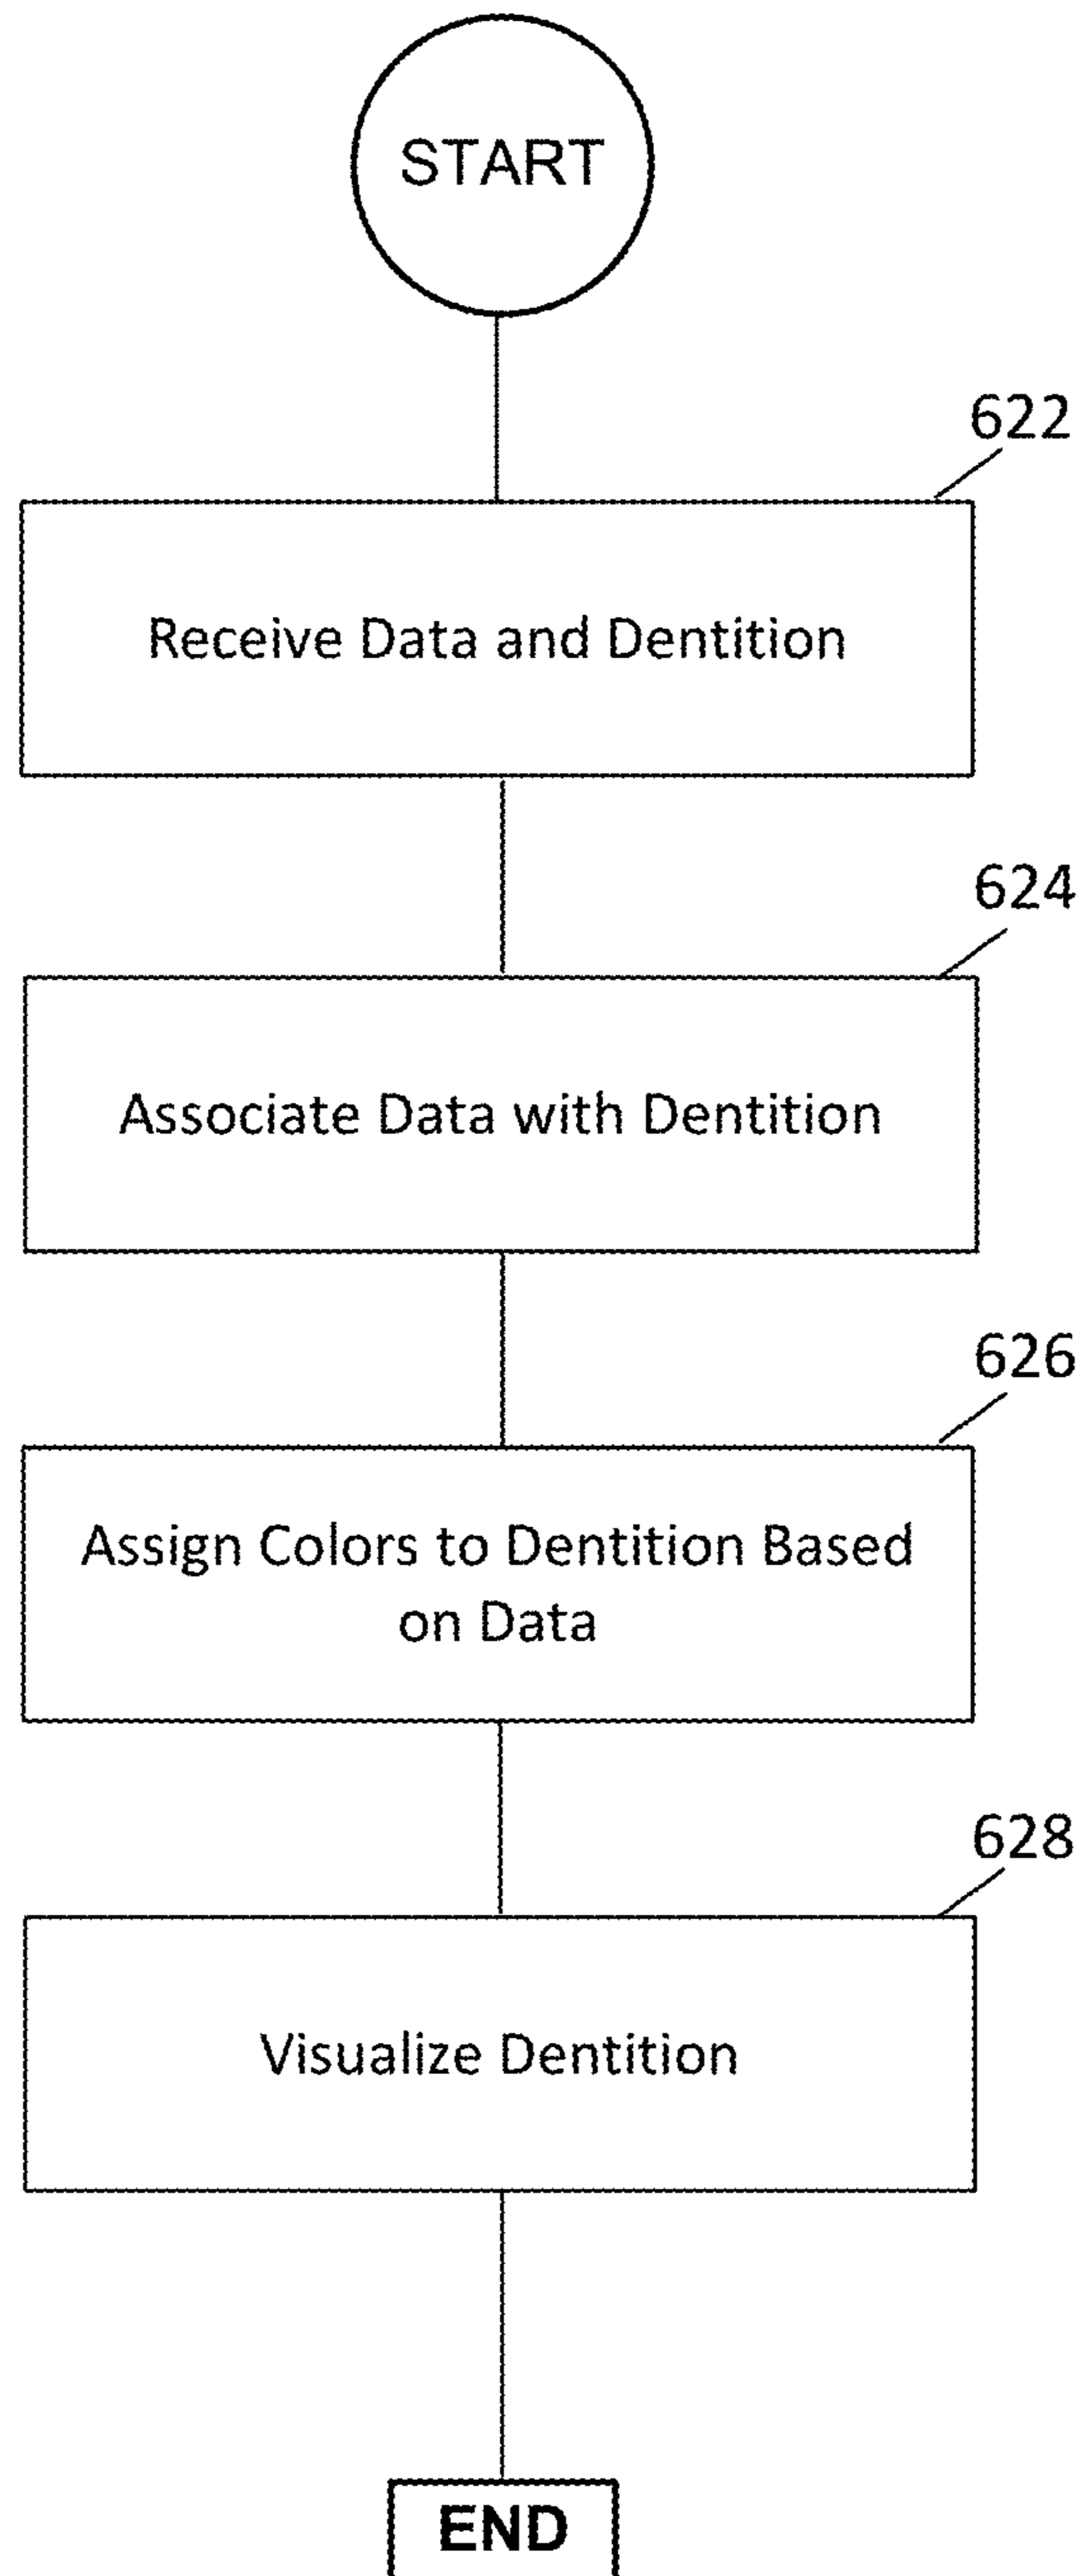 START
622
Receive Data and Dentition
624
Associate Data with Dentition
626
Assign Colors to Dentition Based
on Data
628
Visualize Dentition
END